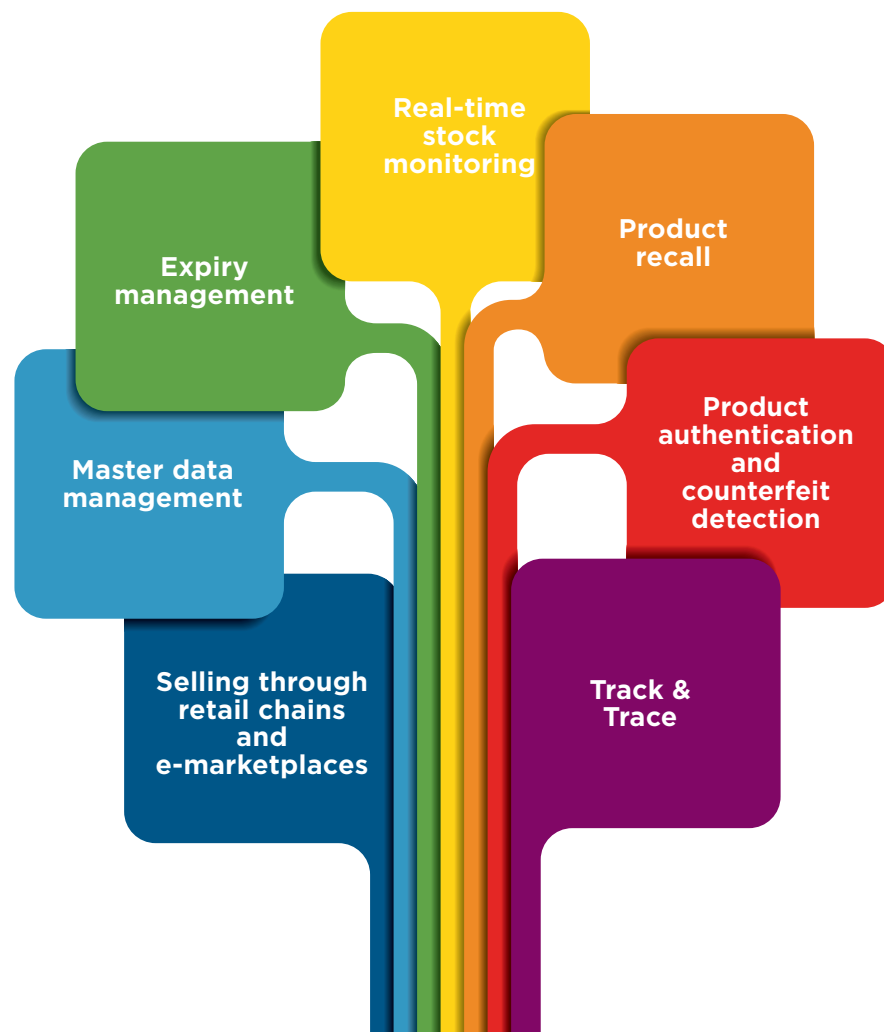 Real-time
stock
monitoring
Product
recall
Expiry
management
Product
authentication
and
counterfeit
detection
Master data
management
Selling through
retail chains
and
e-marketplaces
Track &
Trace